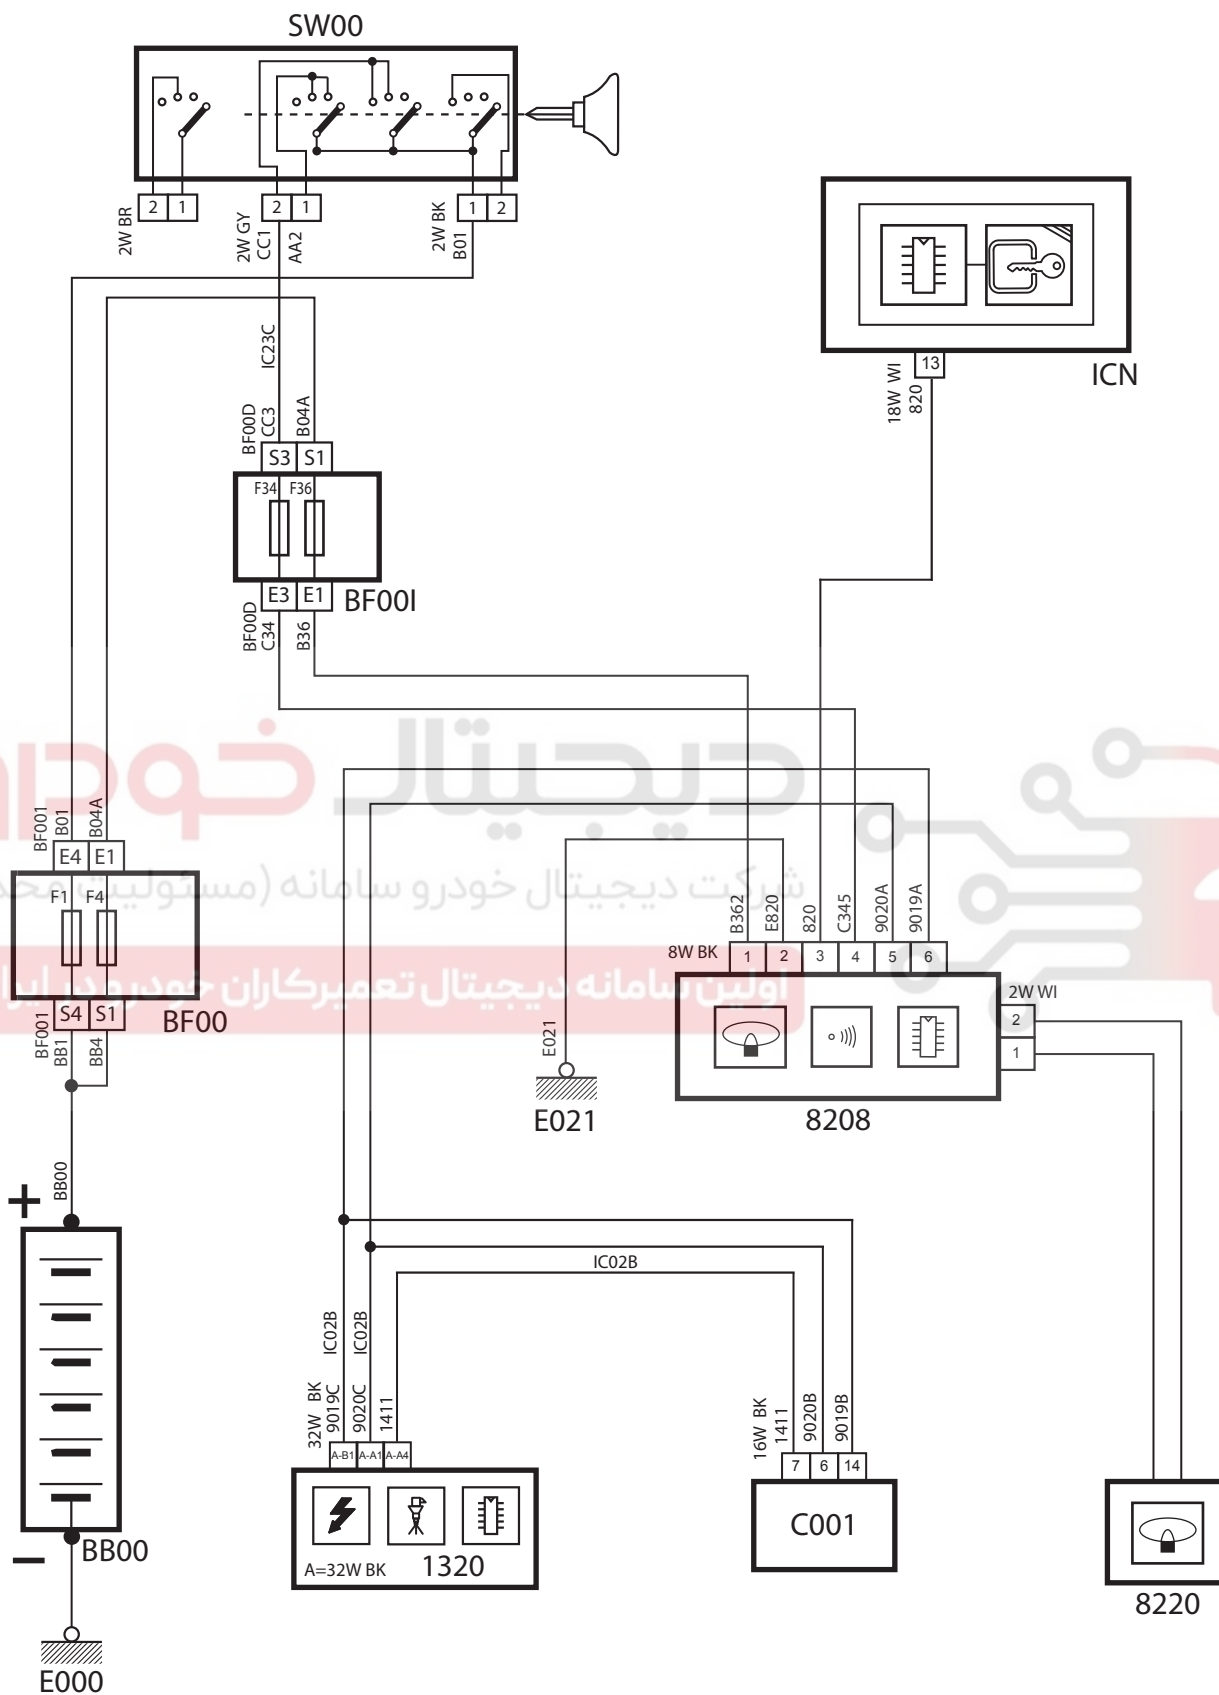 SW00
2 1 2 1 1 2
2W BR
2W GY
CC1
AA2
2W BK
B01
13
18W WI
820
ICN
IC23C
BF00D
CC3
B04A
S3 S1
F34 F36
E3 E1
BF00I
BF00D
C34
B36
دیجیتال خودرو
شرکت دیجیتال خودرو سامانه (مسئولیت
اولین سامانه دیجیتال تعمیرکاران خودرو در ایران
BF001
B01
B04A
E4 E1
F1 F4
S4 S1
BF00
BF001
BB1
BB4
B362
E820
820
C345
9020A
9019A
8W BK
1 2 3 4 5 6
2W WI
2
1
8208
E021
E021
BB00
+
IC02B
IC02B
IC02B
32W BK
9019C
9020C
1411
A-B1 A-A1 A-A4
A=32W BK
1320
16W BK
1411
9020B
9019B
7 6 14
C001
8220
−
BB00
E000